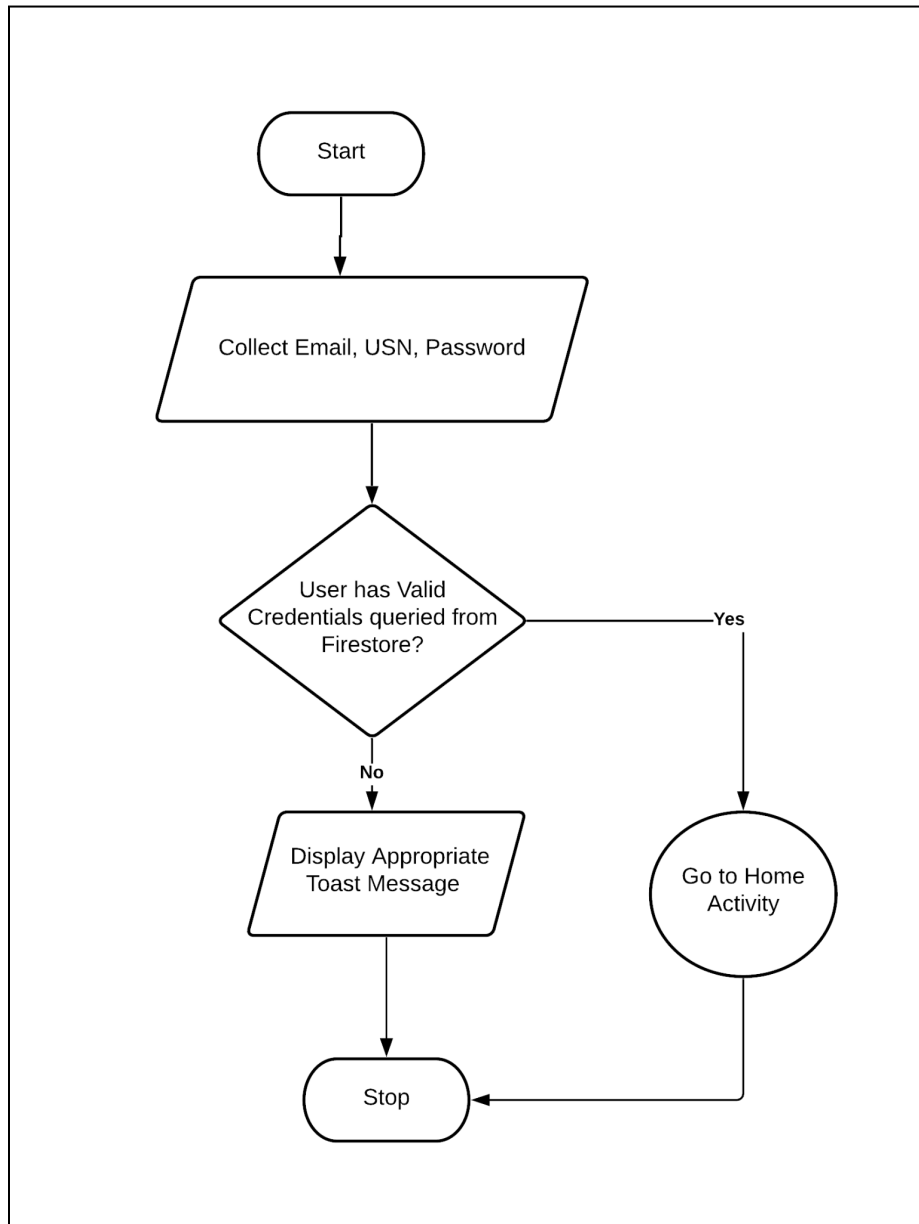 Start
Collect Email, USN, Password
User has Valid
Credentials queried from
Firestore?
Yes
No
Display Appropriate
Toast Message
Go to Home
Activity
Stop